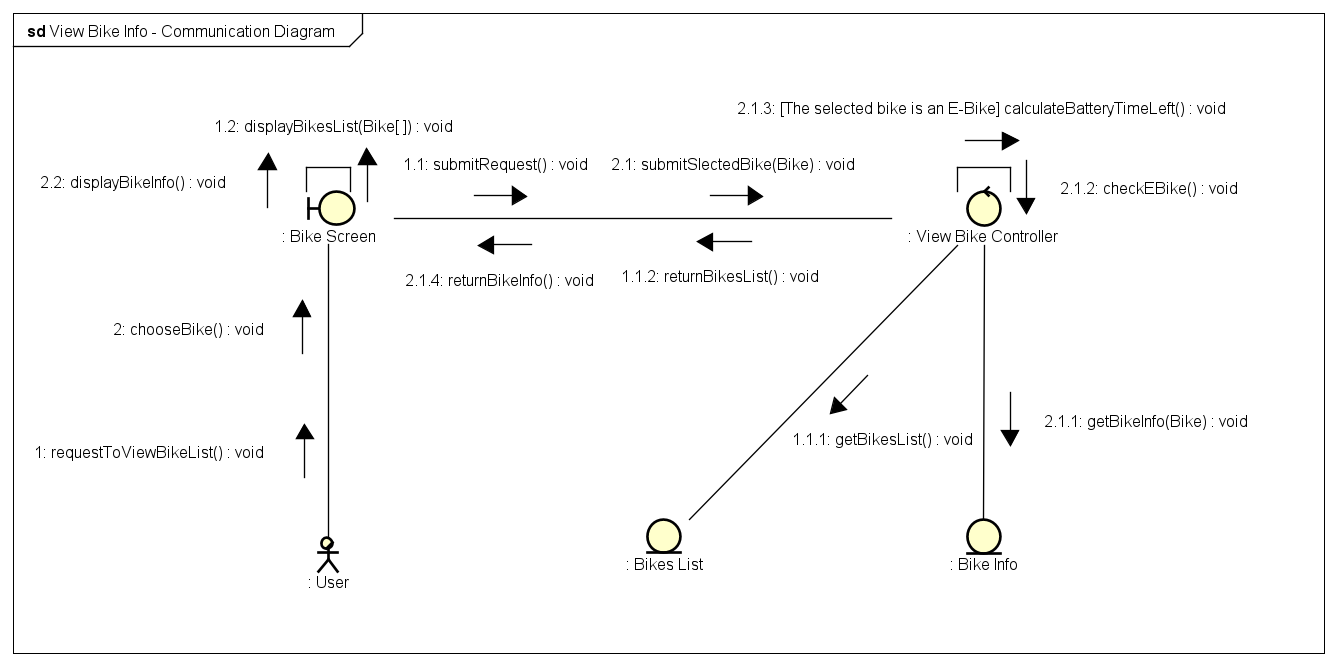 sd View Bike Info - Communication Diagram
2.1.3: [The selected bike is an E-Bike] calculateBatteryTimeLeft() : void
1.2: displayBikesList(Bike[ ]) : void
1.1: submitRequest() : void
2.1: submitSlectedBike(Bike) : void
2.2: displayBikeInfo() : void
2.1.2: checkEBike() : void
: Bike Screen
: View Bike Controller
2.1.4: returnBikeInfo() : void
1.1.2: returnBikesList() : void
2: chooseBike() : void
2.1.1: getBikeInfo(Bike) : void
1.1.1: getBikesList() : void
1: requestToViewBikeList() : void
: Bikes List
: Bike Info
: User